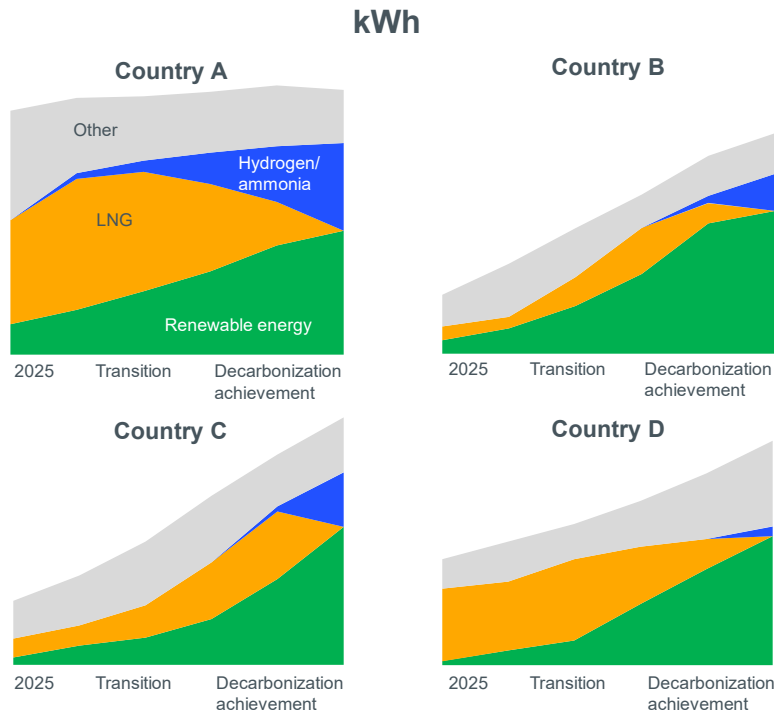 kWh
Country A
Other
Hydrogen/
ammonia
LNG
Renewable energy
2025
Transition
Decarbonization
achievement
Country B
2025
Transition
Decarbonization
achievement
Country C
2025
Transition
Decarbonization
achievement
Country D
2025
Transition
Decarbonization
achievement